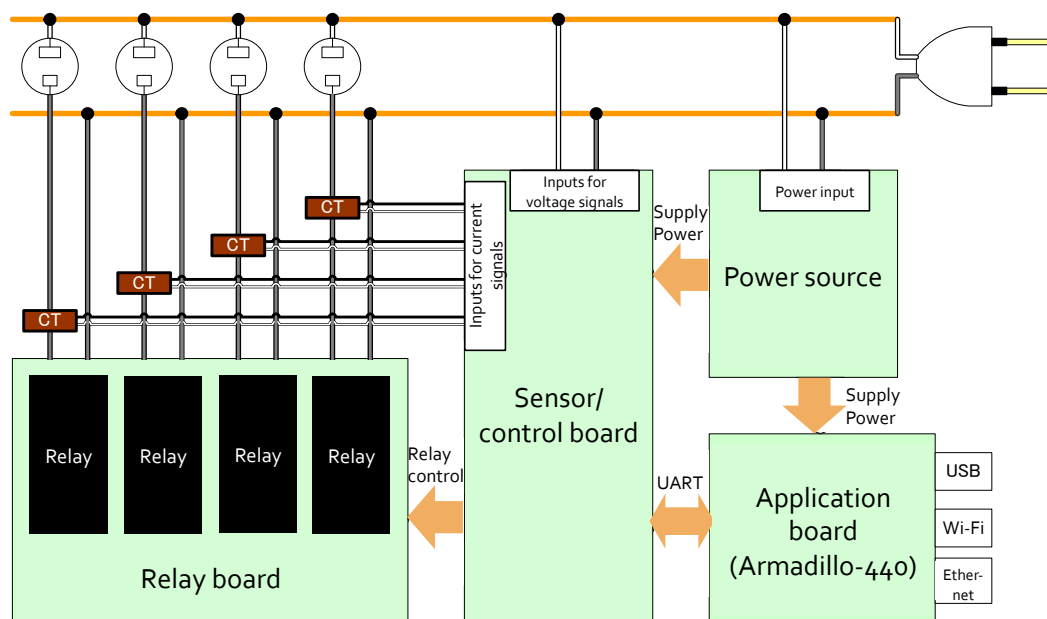 Inputs for
voltage signals
Power input
CT
CT
CT
CT
Inputs for current
signals
Supply
Power
Power source
Supply
Power
Sensor/
control board
Relay
Relay
Relay
Relay
Relay
control
UART
Application
board
(Armadillo-440)
USB
Wi-Fi
Ether-
net
Relay board